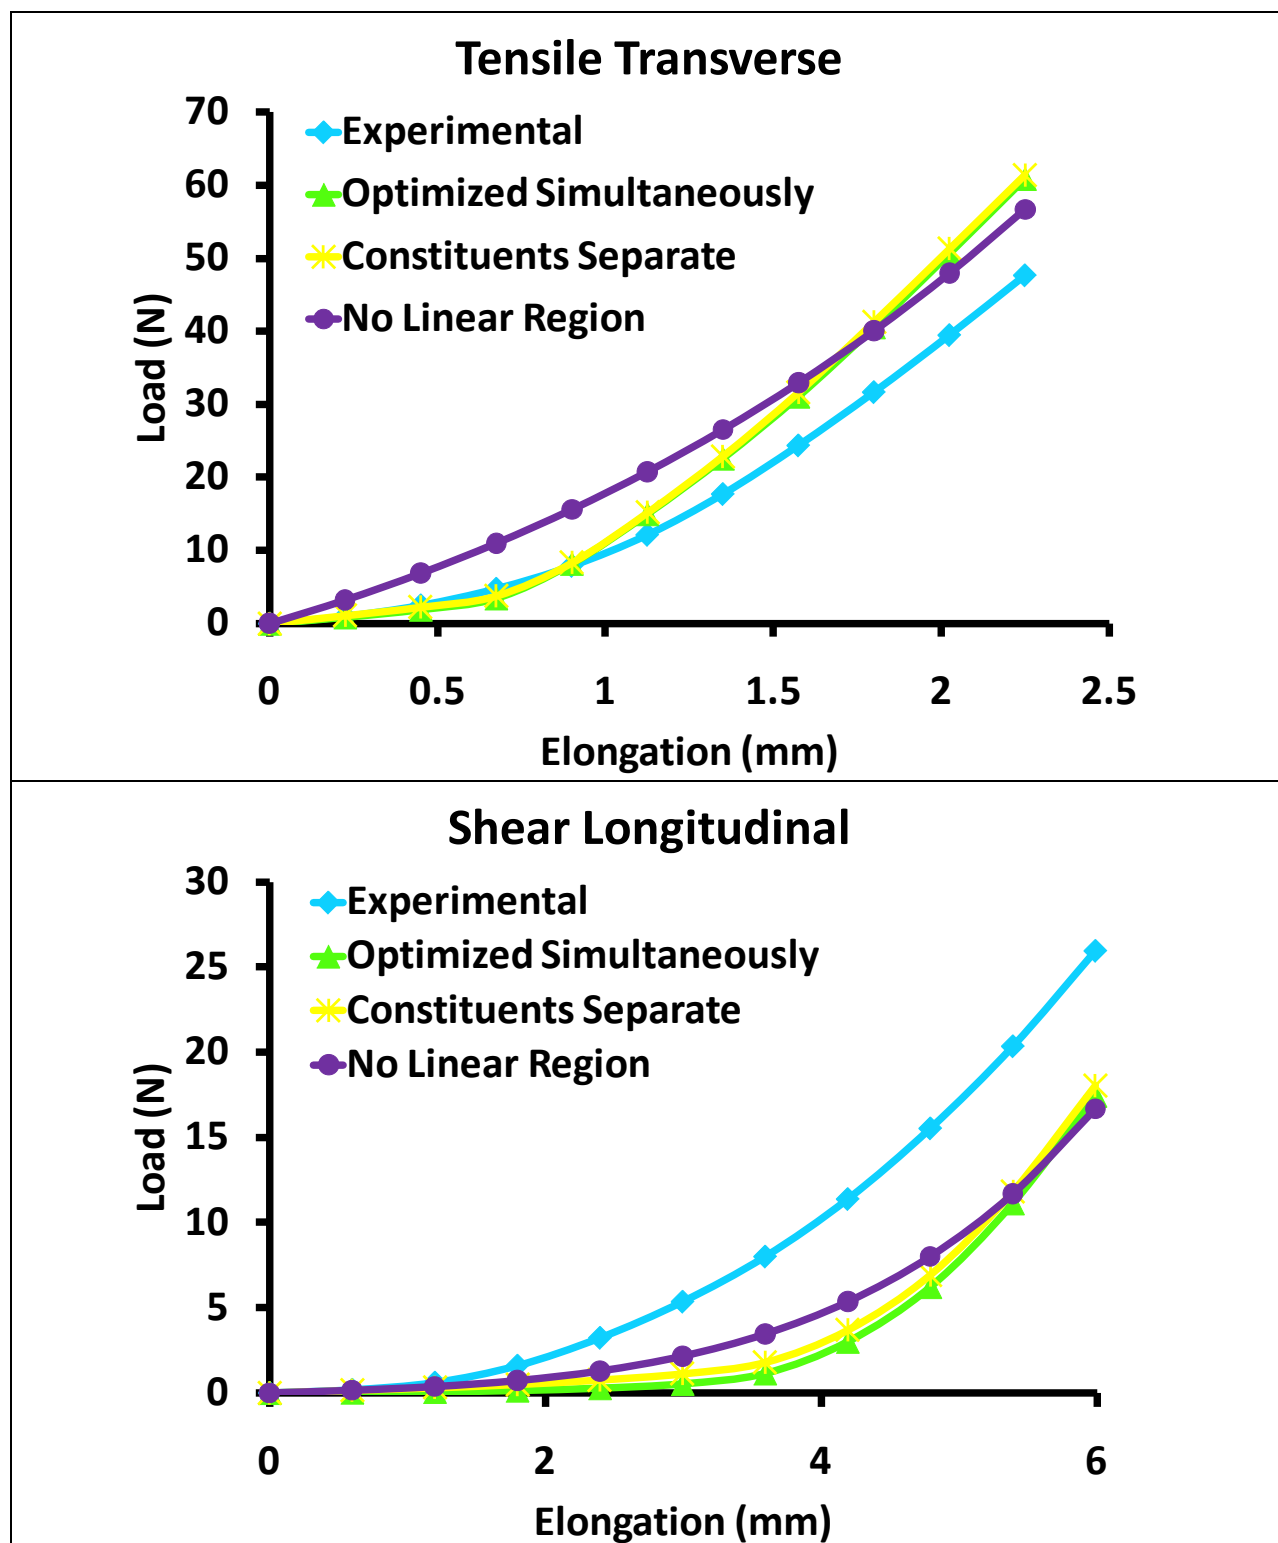 Tensile Transverse
70
60
50
40
30
20
10
0
Load (N)
Experimental
Optimized Simultaneously
Constituents Separate
No Linear Region
0 0.5 1 1.5 2 2.5
Elongation (mm)
Shear Longitudinal
30
25
20
15
10
5
0
Load (N)
Experimental
Optimized Simultaneously
Constituents Separate
No Linear Region
0 2 4 6
Elongation (mm)